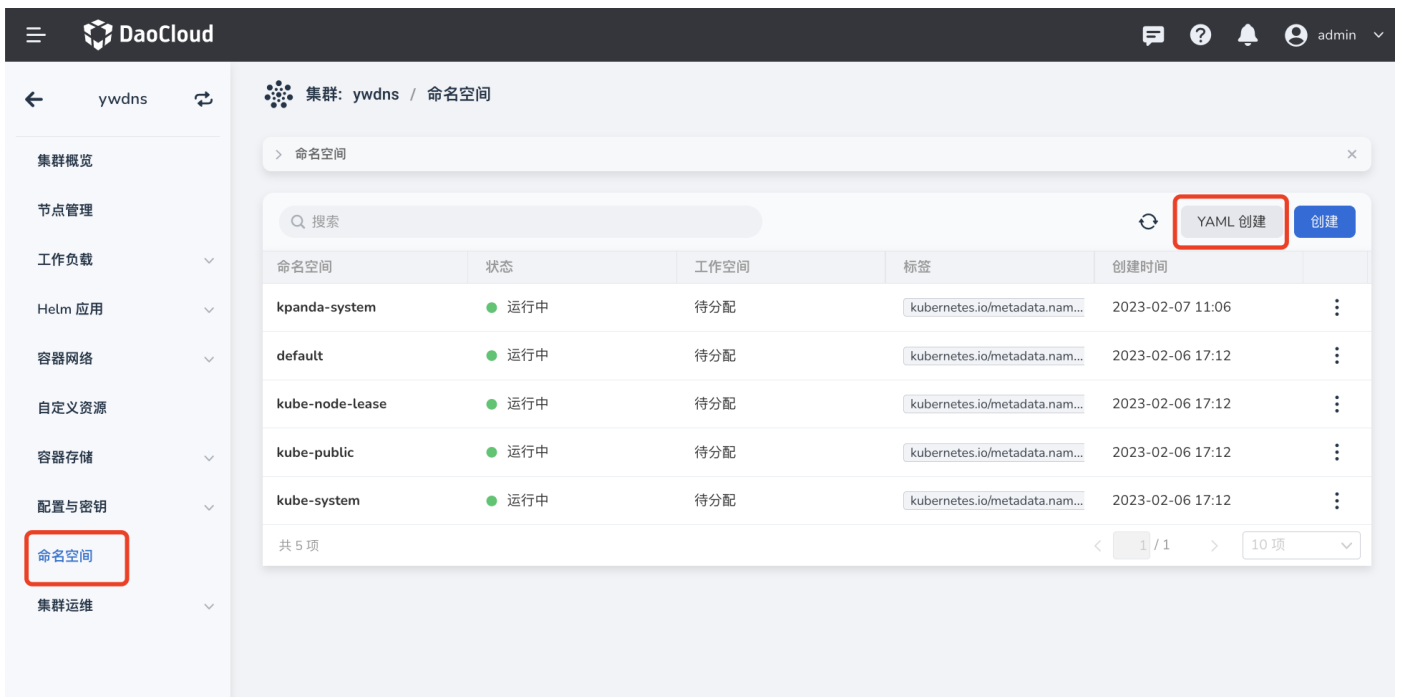 DaoCloud
admin
ywdns
集群: ywdns / 命名空间
集群概览
节点管理
工作负载
Helm 应用
容器网络
自定义资源
容器存储
配置与密钥
命名空间
集群运维
命名空间
搜索
YAML 创建
创建
命名空间 状态 工作空间 标签 创建时间
kpanda-system 运行中 待分配 kubernetes.io/metadata.nam... 2023-02-07 11:06
default 运行中 待分配 kubernetes.io/metadata.nam... 2023-02-06 17:12
kube-node-lease 运行中 待分配 kubernetes.io/metadata.nam... 2023-02-06 17:12
kube-public 运行中 待分配 kubernetes.io/metadata.nam... 2023-02-06 17:12
kube-system 运行中 待分配 kubernetes.io/metadata.nam... 2023-02-06 17:12
共 5 项 1 / 1 10 项